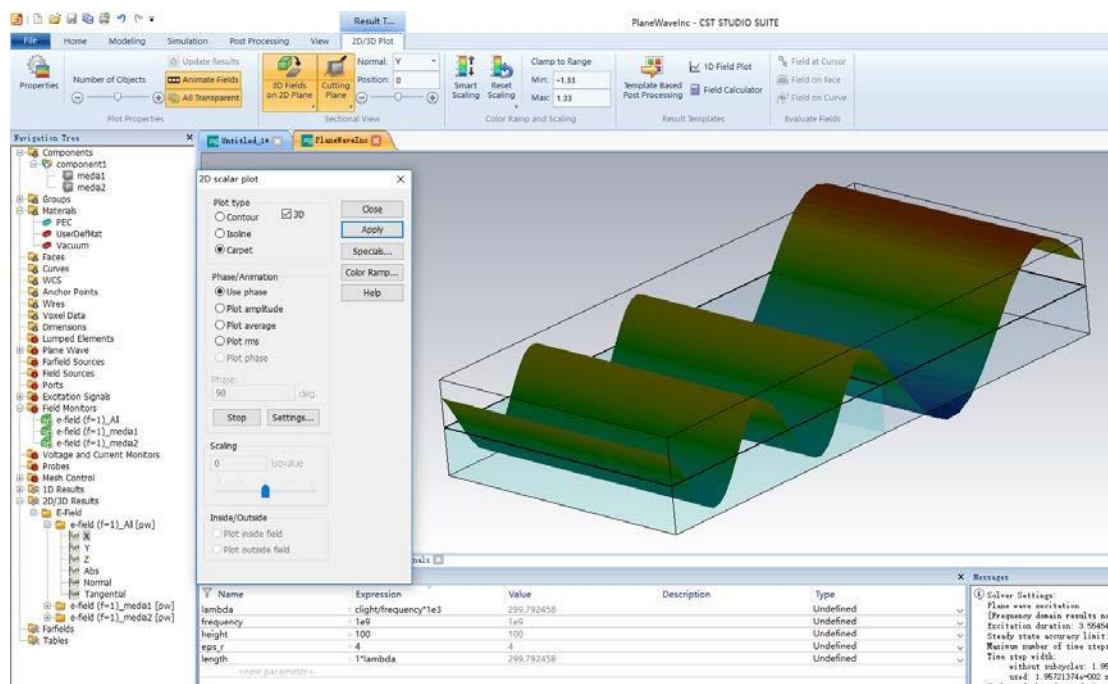 Result T...
PlaneWaveInc - CST STUDIO SUITE
File Home Modeling Simulation Post Processing View 2D/3D Plot
Properties
Number of Objects
Update Results
Animate Fields
All Transparent
Plot Properties
3D Fields on 2D Plane
Cutting Plane
Normal: Y
Position: 0
Sectional View
Smart Scaling
Reset Scaling
Clamp to Range
Min: -1.33
Max: 1.33
Color Ramp and Scaling
Template Based Post Processing
1D Field Plot
Field Calculator
Result Templates
Field at Cursor
Field on Face
Field on Curve
Evaluate Fields
Navigation Tree
Untitled_1*
PlaneWaveInc
Components
component1
meda1
meda2
Groups
Materials
PEC
UserDefMat
Vacuum
Faces
Curves
WCS
Anchor Points
Wires
Voxel Data
Dimensions
Lumped Elements
Plane Wave
Farfield Sources
Field Sources
Ports
Excitation Signals
Field Monitors
e-field (f=1)_All
e-field (f=1)_media1
e-field (f=1)_media2
Voltage and Current Monitors
Probes
Mesh Control
1D Results
2D/3D Results
E-Field
e-field (f=1)_All [pw]
X
Y
Z
Abs
Normal
Tangential
e-field (f=1)_media1 [pw]
e-field (f=1)_media2 [pw]
Farfields
Tables
2D scalar plot
Plot type
Contour
3D
Isoline
Carpet
Close
Apply
Specials...
Color Ramp...
Help
Phase/Animation
Use phase
Plot amplitude
Plot average
Plot rms
Plot phase
Phase:
90 deg.
Stop Settings...
Scaling
0 Isovalue
Inside/Outside
Plot inside field
Plot outside field
Name Expression Value Description Type
lambda = clight/frequency*1e3 299.792458 Undefined
frequency = 1e9 1e9 Undefined
height = 100 100 Undefined
eps_r = 4 4 Undefined
length = 1*lambda 299.792458 Undefined
<new parameter>
Messages
Solver Settings:
Plane wave excitation
[Frequency domain results
Excitation duration:
Steady state accuracy limit:
Maximum number of time steps
Time step width:
without subcycles:
used: